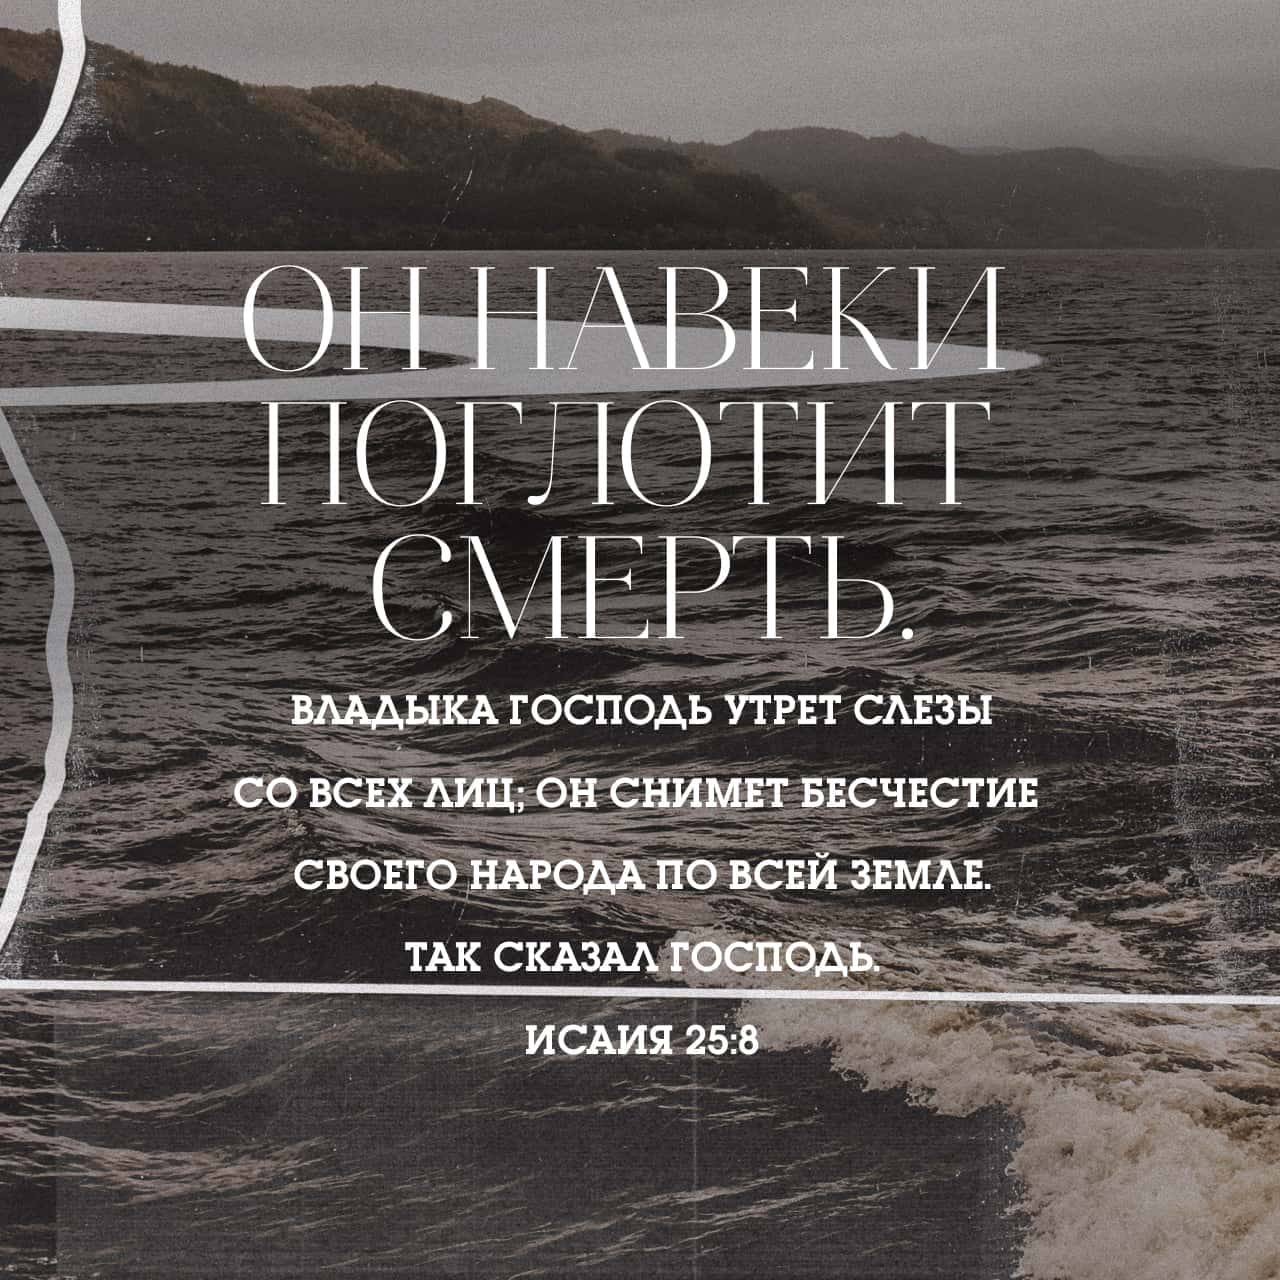 ОН НАВЕКИ
ПОГЛОТИТ
СМЕРТЬ.
ВЛАДЫКА ГОСПОДЬ УТРЕТ СЛЕЗЫ
СО ВСЕХ ЛИЦ; ОН СНИМЕТ БЕСЧЕСТИЕ
СВОЕГО НАРОДА ПО ВСЕЙ ЗЕМЛЕ.
ТАК СКАЗАЛ ГОСПОДЬ.
ИСАИЯ 25:8